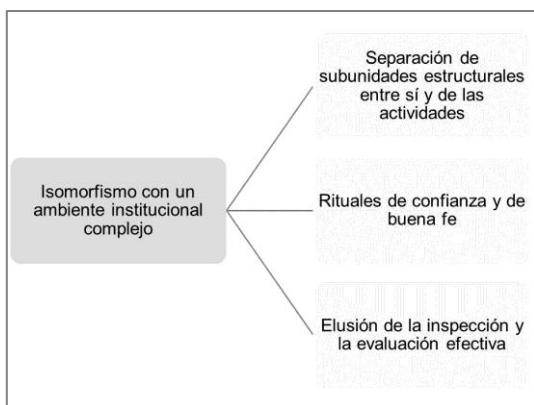 Separación de
subunidades estructurales
entre sí y de las
actividades
Isomorfismo con un
ambiente institucional
complejo
Rituales de confianza y de
buena fe
Elusión de la inspección y
la evaluación efectiva